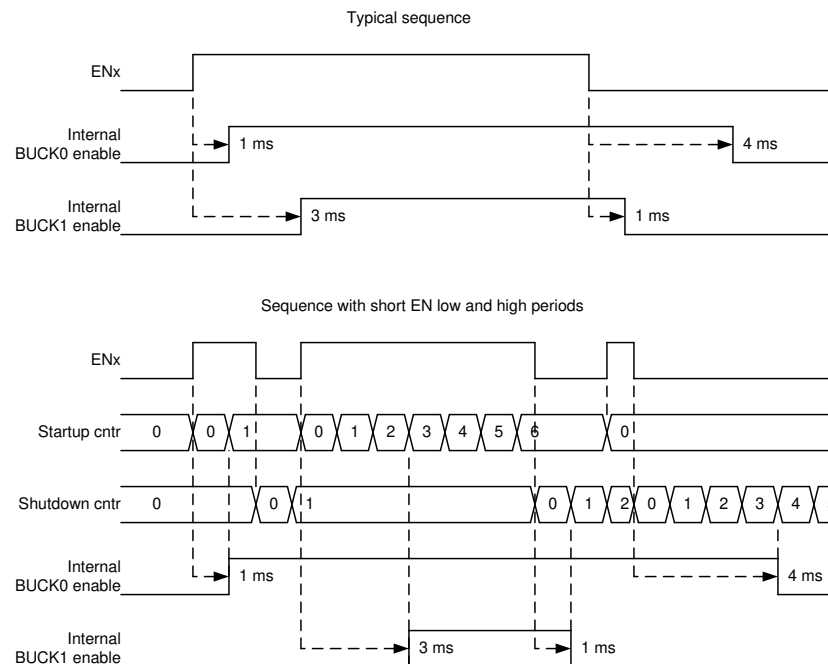 Typical sequence
ENx
Internal
BUCK0 enable
1 ms
4 ms
Internal
BUCK1 enable
3 ms
1 ms
Sequence with short EN low and high periods
ENx
Startup cntr
0 0 1 0 1 2 3 4 5 6 0
Shutdown cntr
0 0 1 0 1 2 0 1 2 3 4
Internal
BUCK0 enable
1 ms
4 ms
Internal
BUCK1 enable
3 ms
1 ms